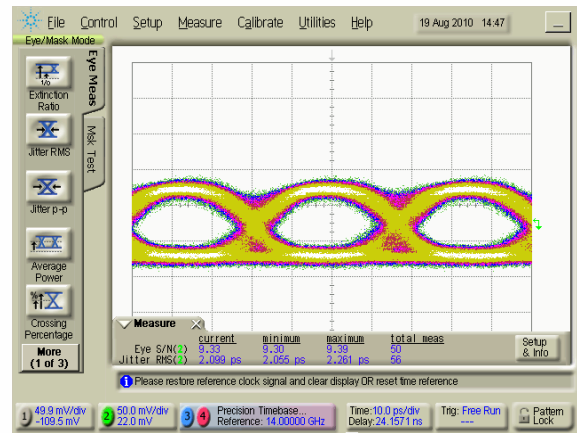 File Control Setup Measure Calibrate Utilities Help 19 Aug 2010 14:47
Eye/Mask Mode
Eye Meas
Msk Test
Extinction
Ratio
Jitter RMS
Jitter p-p
Average
Power
Crossing
Percentage
More
(1 of 3)
Measure
current minimum maximum total meas
Eye S/N(2) 9.33 9.30 9.39 50
Jitter RMS(2) 2.099 ps 2.055 ps 2.261 ps 56
Setup
& Info
Please restore reference clock signal and clear display OR reset time reference
1) 49.9 mV/div
-109.5 mV
2) 50.0 mV/div
22.0 mV
3) 4) Precision Timebase...
Reference: 14.00000 GHz
Time:10.0 ps/div
Delay:24.1571 ns
Trig: Free Run
---
Pattern
Lock